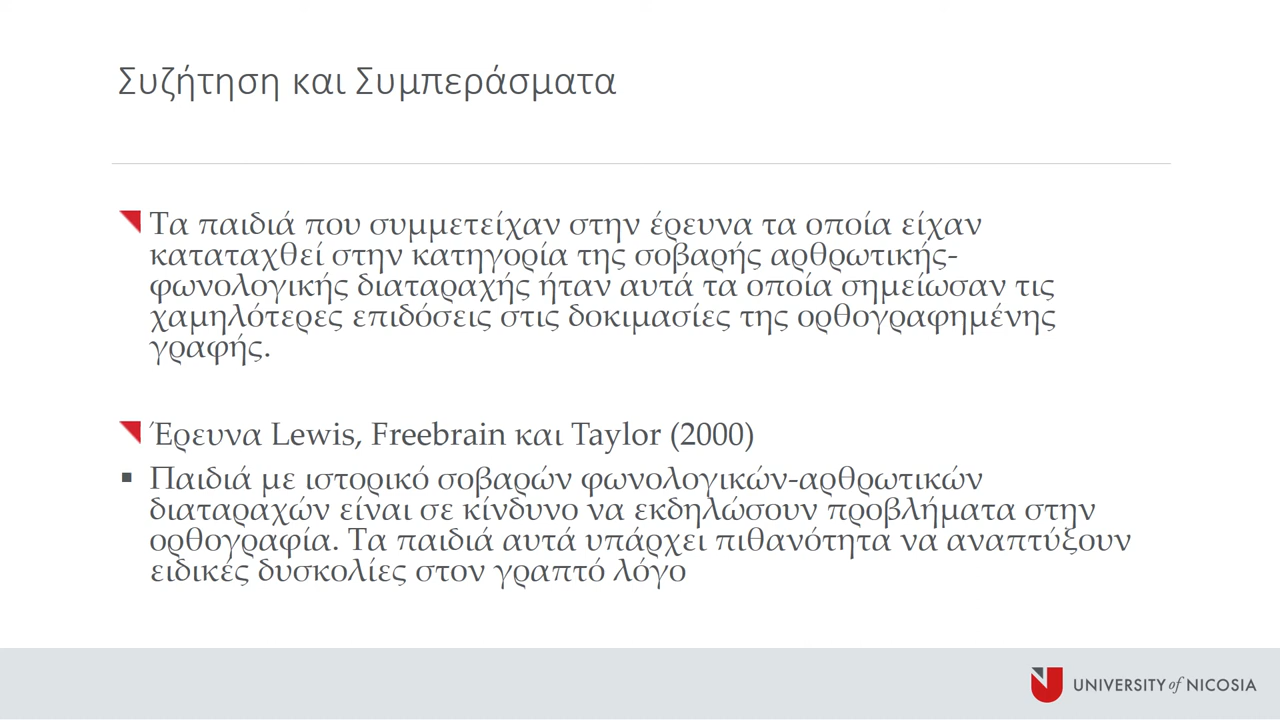 Συζήτηση και Συμπεράσματα
Τα παιδιά που συμμετείχαν στην έρευνα τα οποία είχαν
καταταχθεί στην κατηγορία της σοβαρής αρθρωτικής-
φωνολογικής διαταραχής ήταν αυτά τα οποία σημείωσαν τις
χαμηλότερες επιδόσεις στις δοκιμασίες της ορθογραφημένης
γραφής.
Έρευνα Lewis, Freebrain και Taylor (2000)
Παιδιά με ιστορικό σοβαρών φωνολογικών-αρθρωτικών
διαταραχών είναι σε κίνδυνο να εκδηλώσουν προβλήματα στην
ορθογραφία. Τα παιδιά αυτά υπάρχει πιθανότητα να αναπτύξουν
ειδικές δυσκολίες στον γραπτό λόγο
UNIVERSITY of NICOSIA